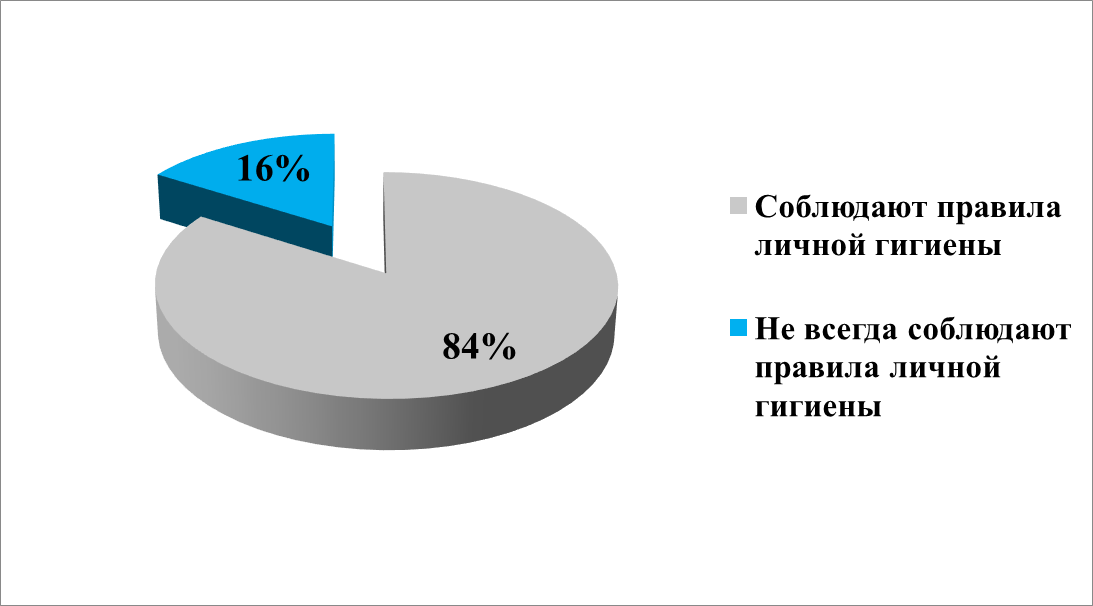 16%
84%
Соблюдают правила
личной гигиены
Не всегда соблюдают
правила личной
гигиены